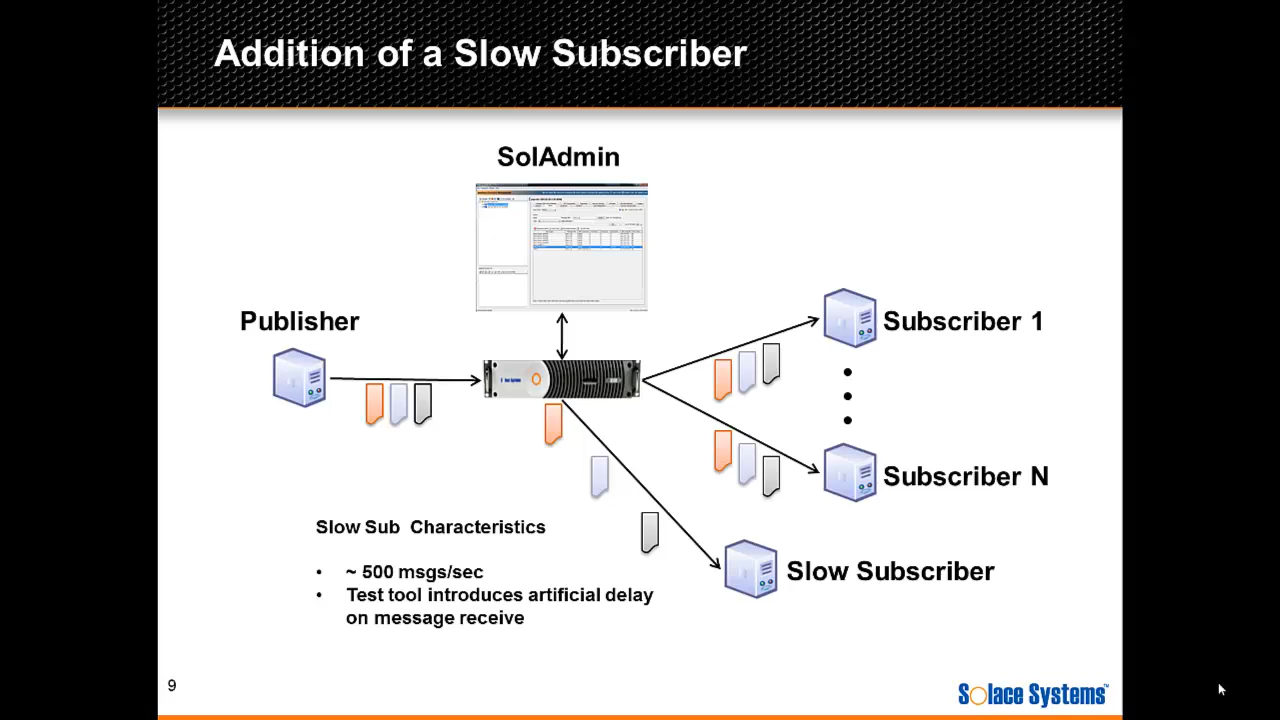 Addition of a Slow Subscriber
SolAdmin
Publisher
Subscriber 1
Subscriber N
Slow Sub Characteristics
• ~ 500 msgs/sec
• Test tool introduces artificial delay
on message receive
Slow Subscriber
9
Solace Systems™